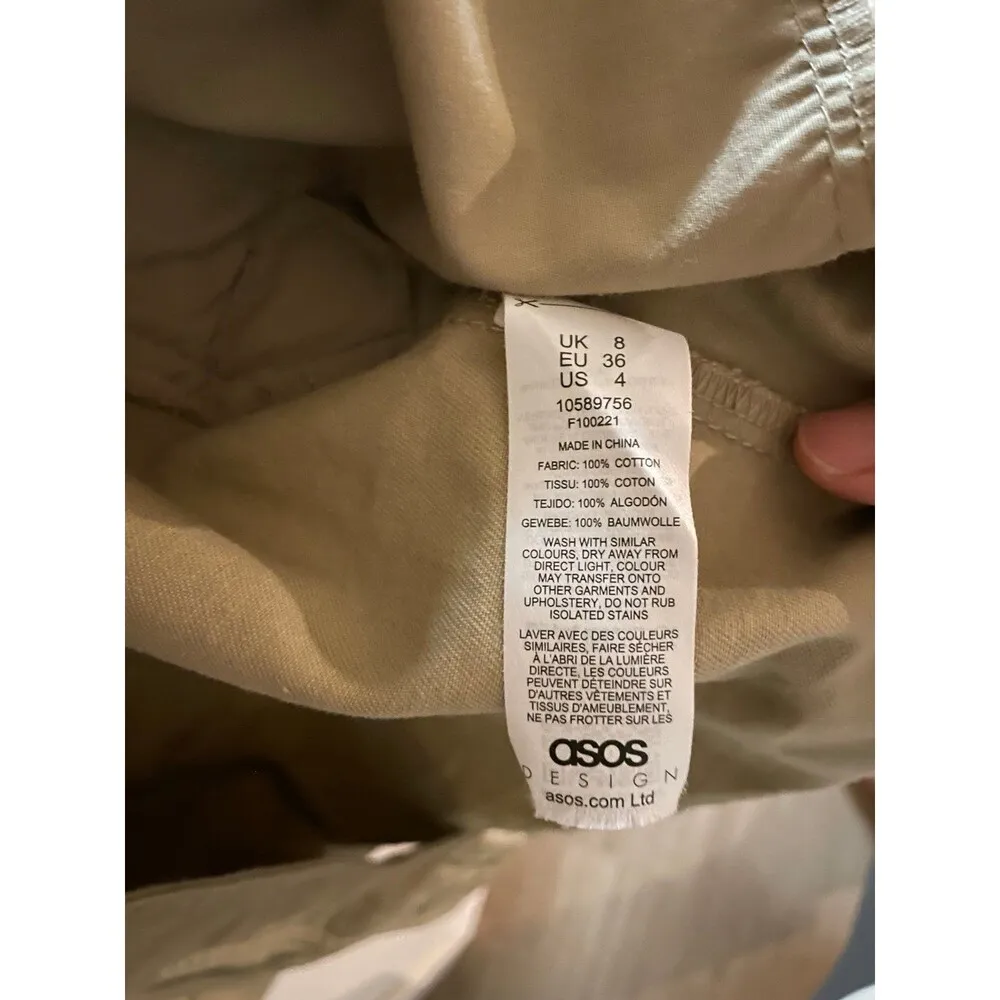 UK 8
EU 36
US 4
10589756
F100221
MADE IN CHINA
FABRIC: 100% COTTON
TISSU: 100% COTON
TEJIDO: 100% ALGODÓN
GEWEBE: 100% BAUMWOLLE
WASH WITH SIMILAR
COLOURS, DRY AWAY FROM
DIRECT LIGHT, COLOUR
MAY TRANSFER ONTO
OTHER GARMENTS AND
UPHOLSTERY, DO NOT RUB
ISOLATED STAINS
LAVER AVEC DES COULEURS
SIMILAIRES, FAIRE SÉCHER
À L'ABRI DE LA LUMIÈRE
DIRECTE, LES COULEURS
PEUVENT DÉTEINDRE SUR
D'AUTRES VÊTEMENTS ET
TISSUS D'AMEUBLEMENT,
NE PAS FROTTER SUR LES
asos
DESIGN
asos.com Ltd